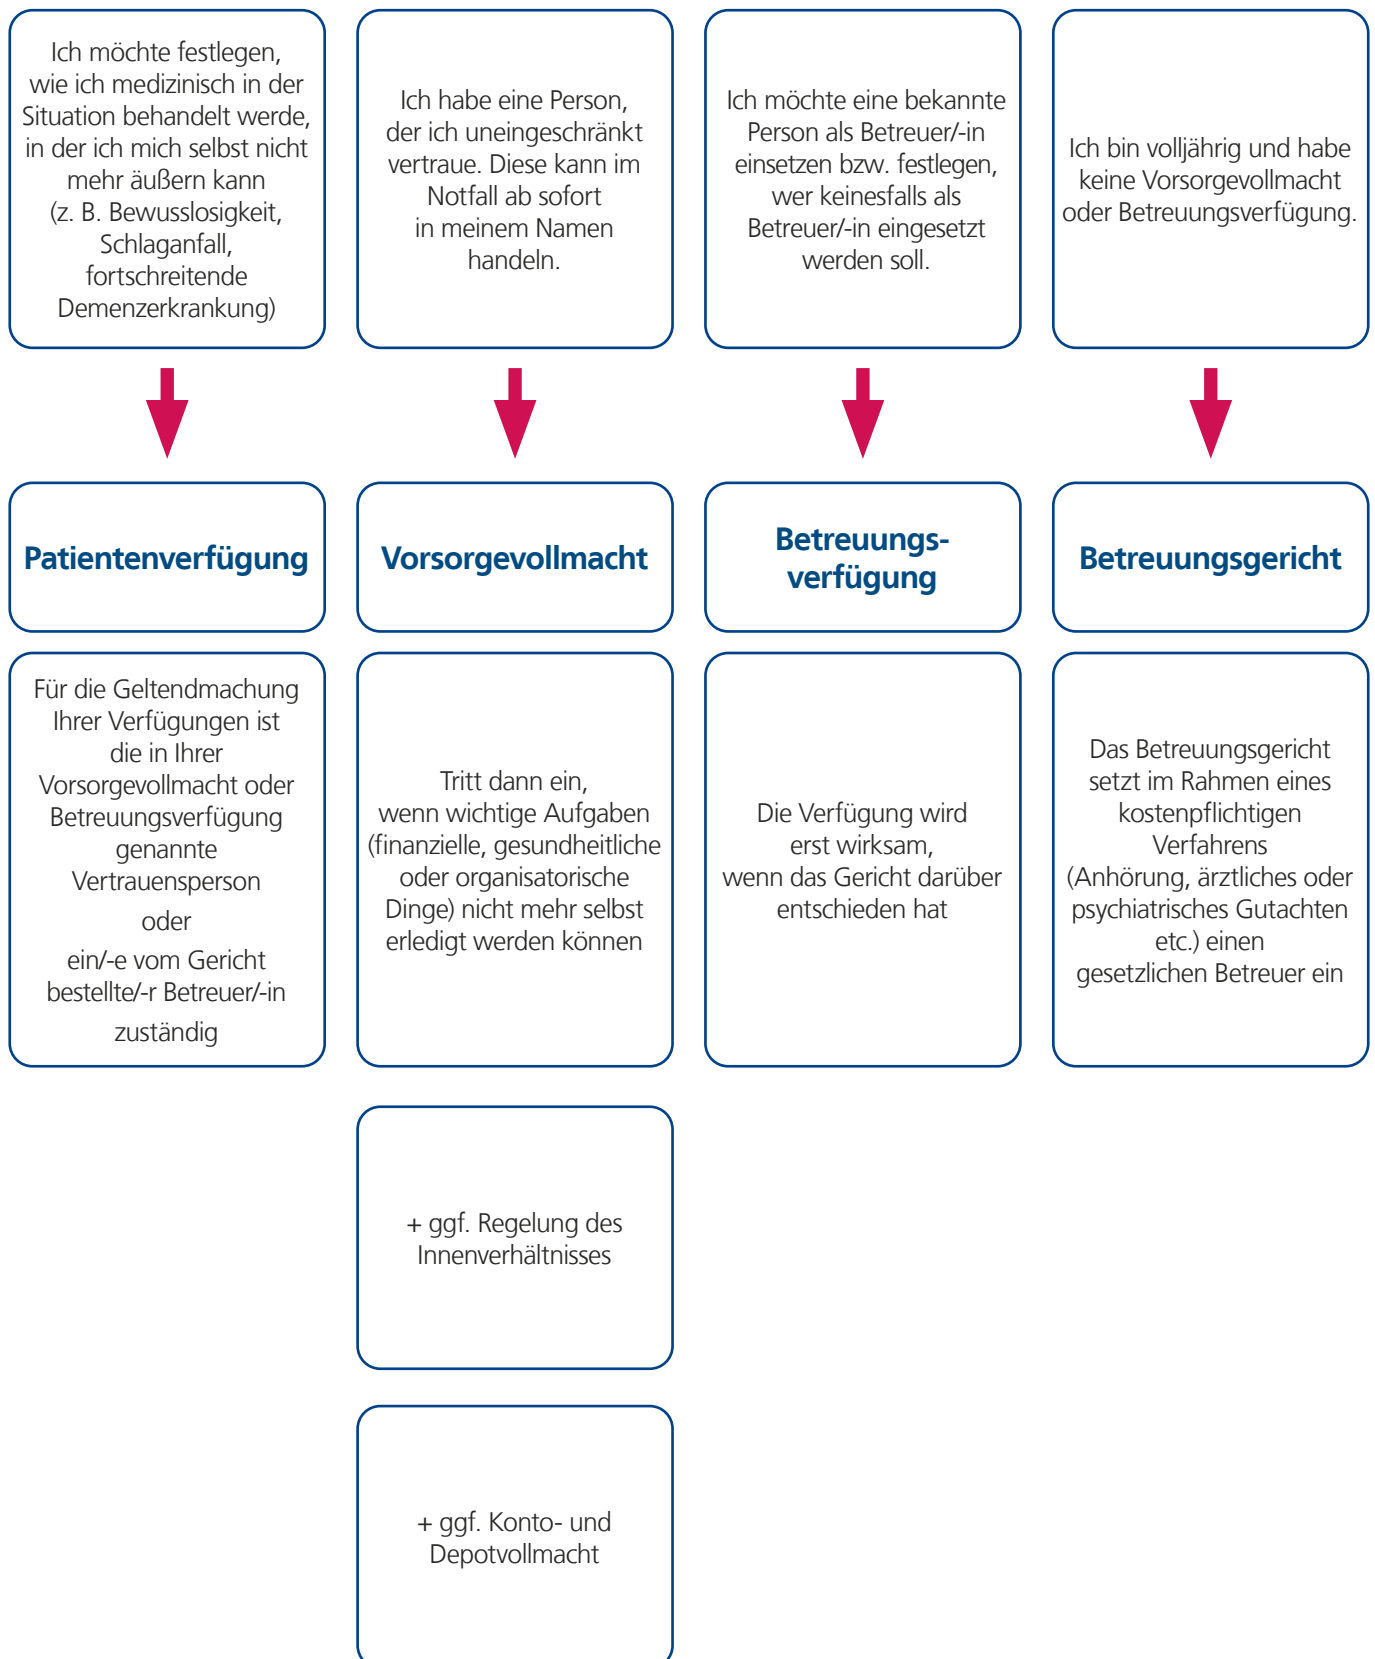 Ich möchte festlegen,
wie ich medizinisch in der
Situation behandelt werde,
in der ich mich selbst nicht
mehr äußern kann
(z. B. Bewusslosigkeit,
Schlaganfall,
fortschreitende
Demenzerkrankung)
Ich habe eine Person,
der ich uneingeschränkt
vertraue. Diese kann im
Notfall ab sofort
in meinem Namen
handeln.
Ich möchte eine bekannte
Person als Betreuer/-in
einsetzen bzw. festlegen,
wer keinesfalls als
Betreuer/-in eingesetzt
werden soll.
Ich bin volljährig und habe
keine Vorsorgevollmacht
oder Betreuungsverfügung.
Patientenverfügung
Vorsorgevollmacht
Betreuungs-
verfügung
Betreuungsgericht
Für die Geltendmachung
Ihrer Verfügungen ist
die in Ihrer
Vorsorgevollmacht oder
Betreuungsverfügung
genannte
Vertrauensperson
oder
ein/-e vom Gericht
bestellte/-r Betreuer/-in
zuständig
Tritt dann ein,
wenn wichtige Aufgaben
(finanzielle, gesundheitliche
oder organisatorische
Dinge) nicht mehr selbst
erledigt werden können
Die Verfügung wird
erst wirksam,
wenn das Gericht darüber
entschieden hat
Das Betreuungsgericht
setzt im Rahmen eines
kostenpflichtigen
Verfahrens
(Anhörung, ärztliches oder
psychiatrisches Gutachten
etc.) einen
gesetzlichen Betreuer ein
+ ggf. Regelung des
Innenverhältnisses
+ ggf. Konto- und
Depotvollmacht